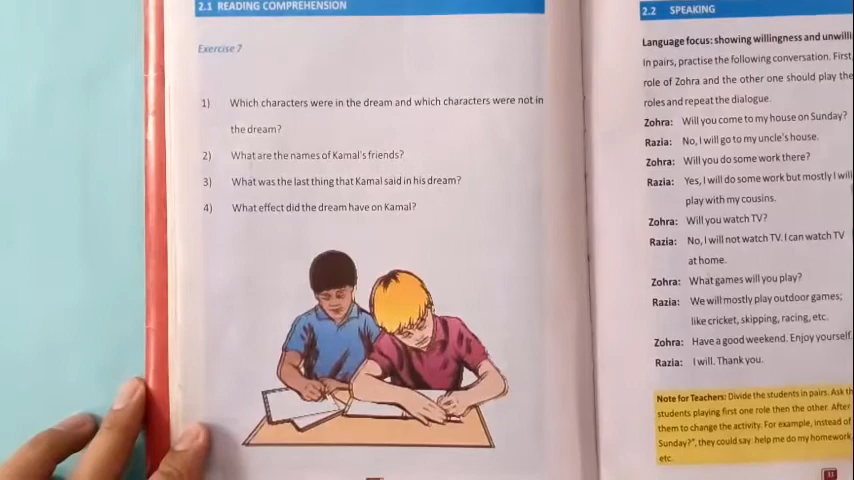 2.1 READING COMPREHENSION
Exercise 7
1) Which characters were in the dream and which characters were not in
the dream?
2) What are the names of Kamal's friends?
3) What was the last thing that Kamal said in his dream?
4) What effect did the dream have on Kamal?
2.2 SPEAKING
Language focus: showing willingness and
In pairs, practise the following conversation. First
role of Zohra and the other one should play the
roles and repeat the dialogue.
Zohra: Will you come to my house on Sunday?
Razia: No, I will go to my uncle's house.
Zohra: Will you do some work there?
Razia: Yes, I will do some work but mostly I will
play with my cousins.
Zohra: Will you watch TV?
Razia: No, I will not watch TV. I can watch TV
at home.
Zohra: What games will you play?
Razia: We will mostly play outdoor games;
like cricket, skipping, racing, etc.
Zohra: Have a good weekend. Enjoy yourself.
Razia: I will. Thank you.
Note for Teachers: Divide the students in pairs. Ask
students playing first one role then the other. After
them to change the activity. For example, instead of
Sunday?", they could say: help me do my homework
etc.